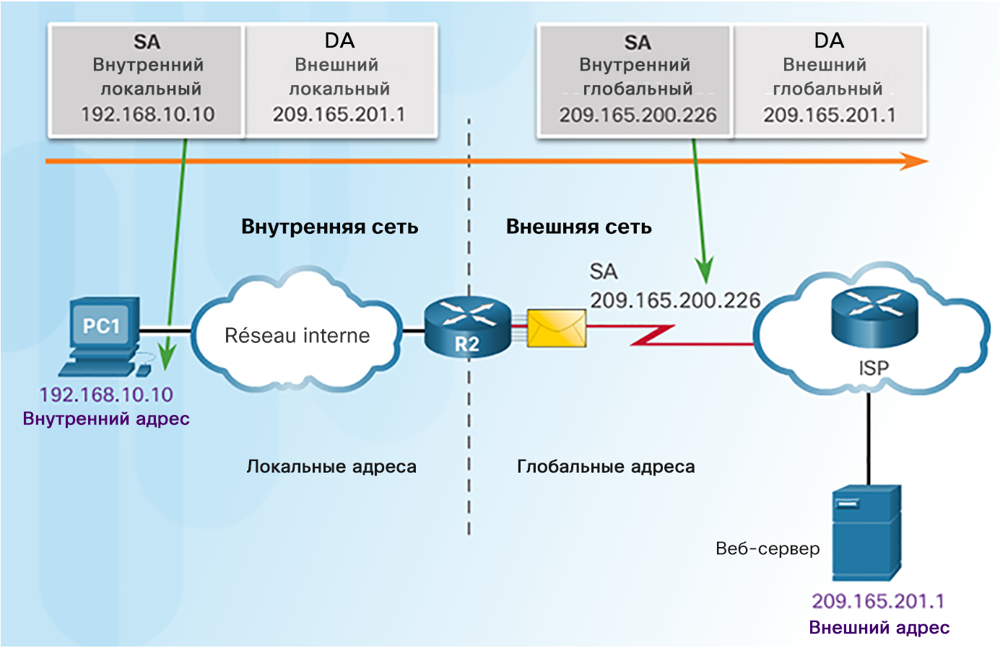 SA
Внутренний
локальный
192.168.10.10
DA
Внешний
локальный
209.165.201.1
SA
Внутренний
глобальный
209.165.200.226
DA
Внешний
глобальный
209.165.201.1
Внутренняя сеть
Внешняя сеть
SA
209.165.200.226
PC1
Réseau interne
R2
ISP
192.168.10.10
Внутренний адрес
Локальные адреса
Глобальные адреса
Веб-сервер
209.165.201.1
Внешний адрес